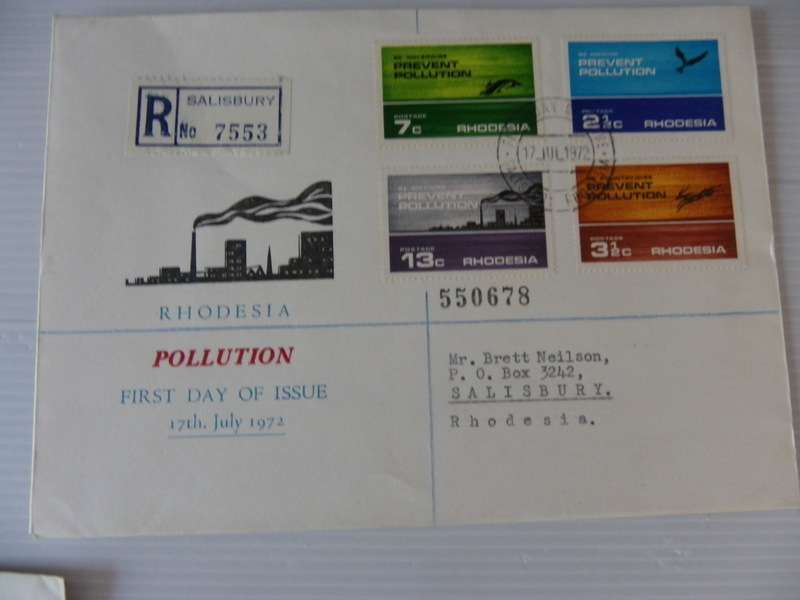 R SALISBURY
No 7553
PREVENT
POLLUTION
POSTAGE
7c RHODESIA
PREVENT
POLLUTION
POSTAGE
2½c RHODESIA
17 JUL 1972
PREVENT
POLLUTION
POSTAGE
13c RHODESIA
PREVENT
POLLUTION
POSTAGE
3½c RHODESIA
550678
RHODESIA
POLLUTION
FIRST DAY OF ISSUE
17th. July 1972
Mr. Brett Neilson,
P. O. Box 3242,
SALISBURY.
Rhodesia.